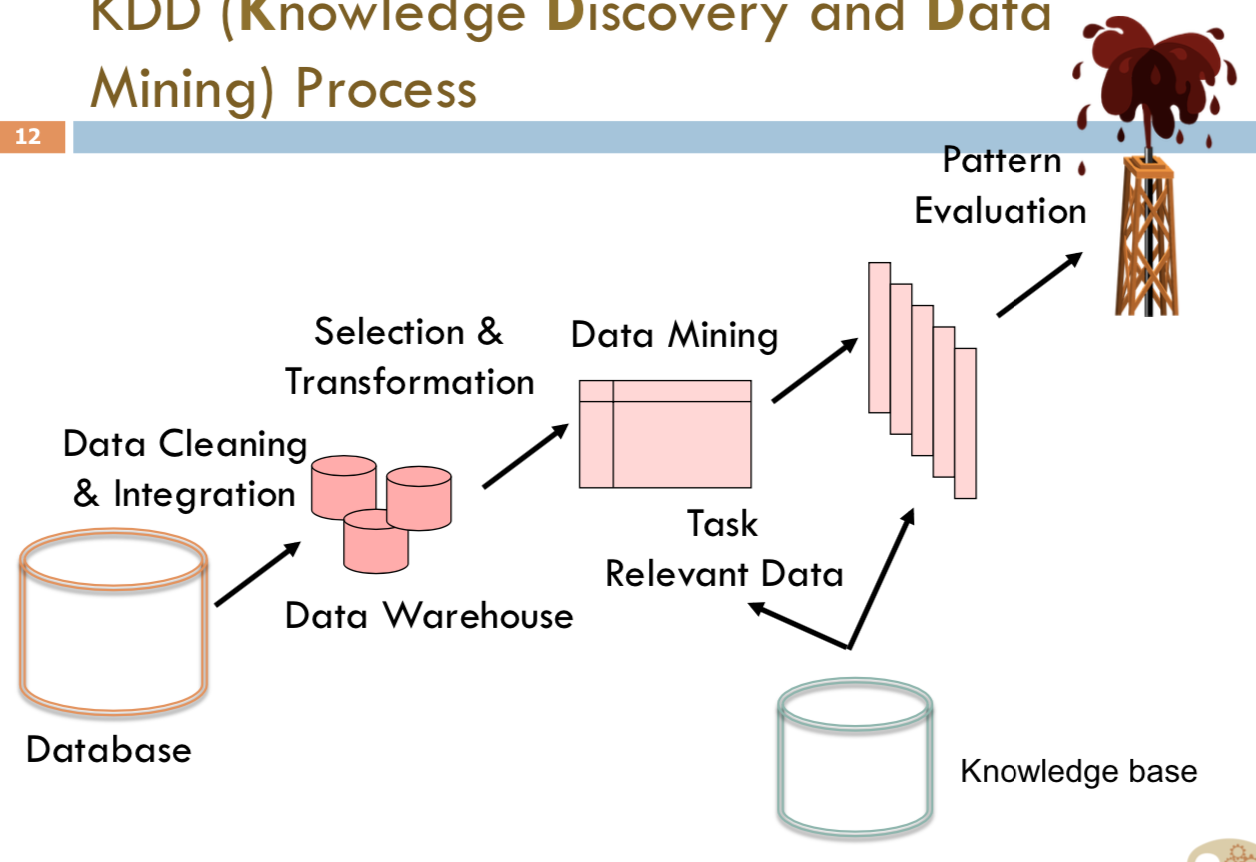 KDD (Knowledge Discovery and Data
Mining) Process
12
Pattern
Evaluation
Selection &
Transformation
Data Mining
Data Cleaning
& Integration
Task
Relevant Data
Data Warehouse
Database
Knowledge base